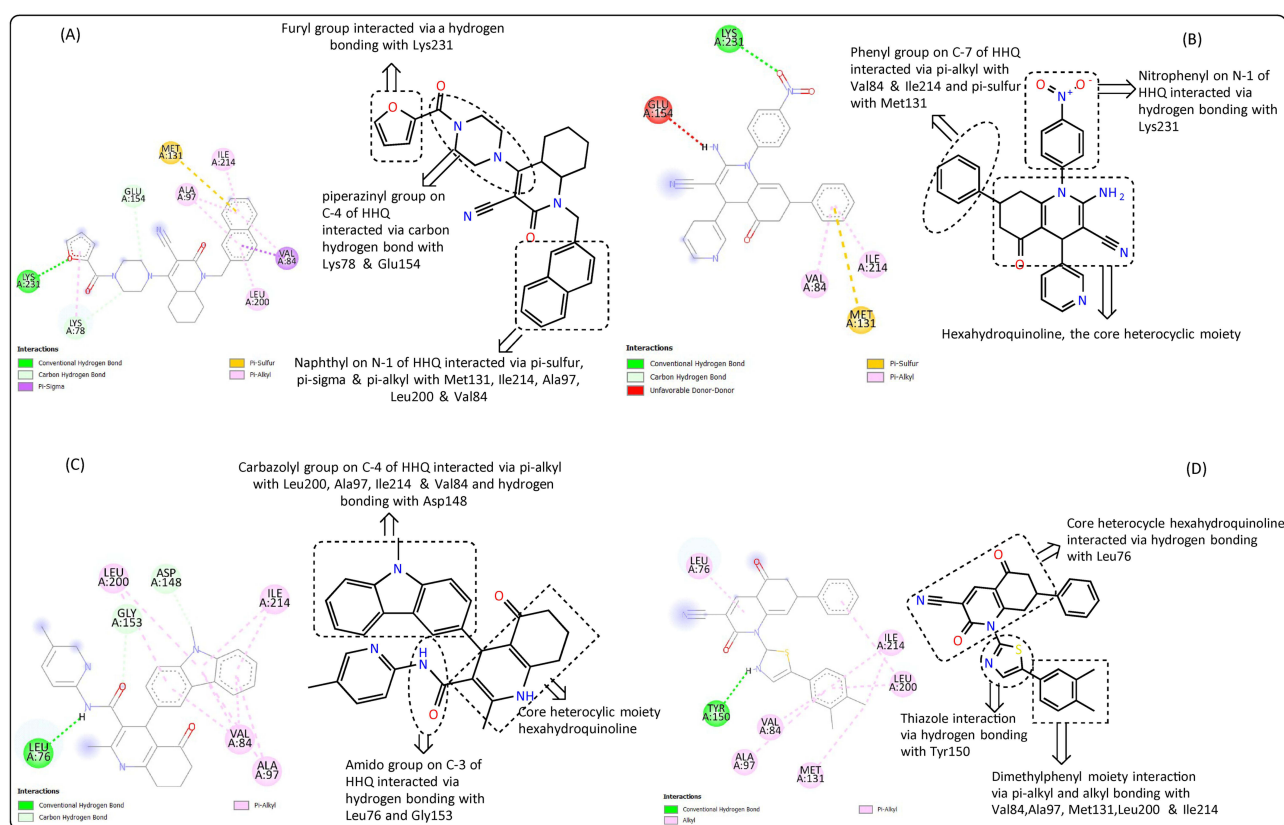 (A)
Furyl group interacted via a hydrogen
bonding with Lys231
O
O
N
N
N
N
O
piperazinyl group on
C-4 of HHQ
interacted via carbon
hydrogen bond with
Lys78 & Glu154
MET
A:131
ILE
A:214
GLU
A:154
ALA
A:97
VAL
A:84
LYS
A:231
LEU
A:200
LYS
A:78
Interactions
Conventional Hydrogen Bond
Carbon Hydrogen Bond
Pi-Sigma
Pi-Sulfur
Pi-Alkyl
Naphthyl on N-1 of HHQ interacted via pi-sulfur,
pi-sigma & pi-alkyl with Met131, Ile214, Ala97,
Leu200 & Val84
(B)
LYS
A:231
GLU
A:154
H
VAL
A:84
ILE
A:214
MET
A:131
Interactions
Conventional Hydrogen Bond
Carbon Hydrogen Bond
Unfavorable Donor-Donor
Pi-Sulfur
Pi-Alkyl
Phenyl group on C-7 of HHQ
interacted via pi-alkyl with
Val84 & Ile214 and pi-sulfur
with Met131
Nitrophenyl on N-1 of
HHQ interacted via
hydrogen bonding with
Lys231
O N+ O-
N NH2
O
N
N
Hexahydroquinoline, the core heterocyclic moiety
(C)
Carbazolyl group on C-4 of HHQ interacted via pi-alkyl
with Leu200, Ala97, Ile214 & Val84 and hydrogen
bonding with Asp148
LEU
A:200
ASP
A:148
ILE
A:214
GLY
A:153
H
LEU
A:76
VAL
A:84
ALA
A:97
Interactions
Conventional Hydrogen Bond
Carbon Hydrogen Bond
Pi-Alkyl
N
O
H
N
N
O
NH
Core heterocylic moiety
hexahydroquinoline
Amido group on C-3 of
HHQ interacted via
hydrogen bonding with
Leu76 and Gly153
(D)
LEU
A:76
ILE
A:214
LEU
A:200
TYR
A:150
VAL
A:84
ALA
A:97
MET
A:131
Interactions
Conventional Hydrogen Bond
Alkyl
Pi-Alkyl
Core heterocycle hexahydroquinoline
interacted via hydrogen bonding
with Leu76
O
N
O
N
N
S
Thiazole interaction
via hydrogen bonding
with Tyr150
Dimethylphenyl moiety interaction
via pi-alkyl and alkyl bonding with
Val84,Ala97, Met131,Leu200 & Ile214